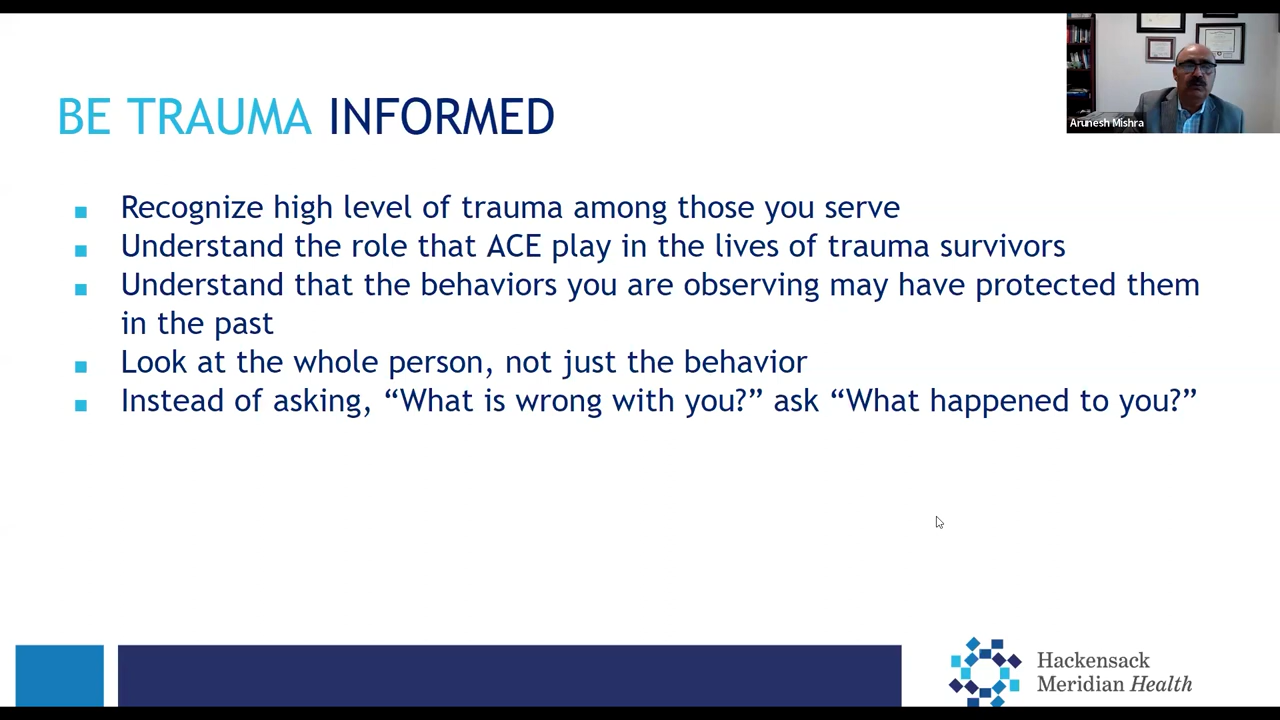 Arunesh Mishra
BE TRAUMA INFORMED
Recognize high level of trauma among those you serve
Understand the role that ACE play in the lives of trauma survivors
Understand that the behaviors you are observing may have protected them
in the past
Look at the whole person, not just the behavior
Instead of asking, “What is wrong with you?” ask “What happened to you?”
Hackensack
Meridian Health